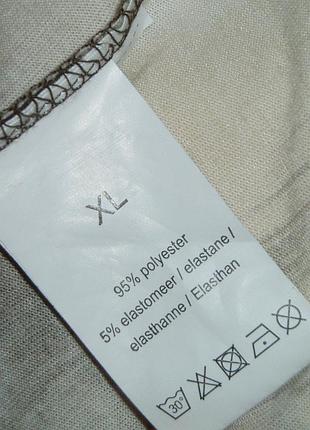 XL
95% polyester
5% elastomeer / elastane /
elasthanne / Elasthan
30°